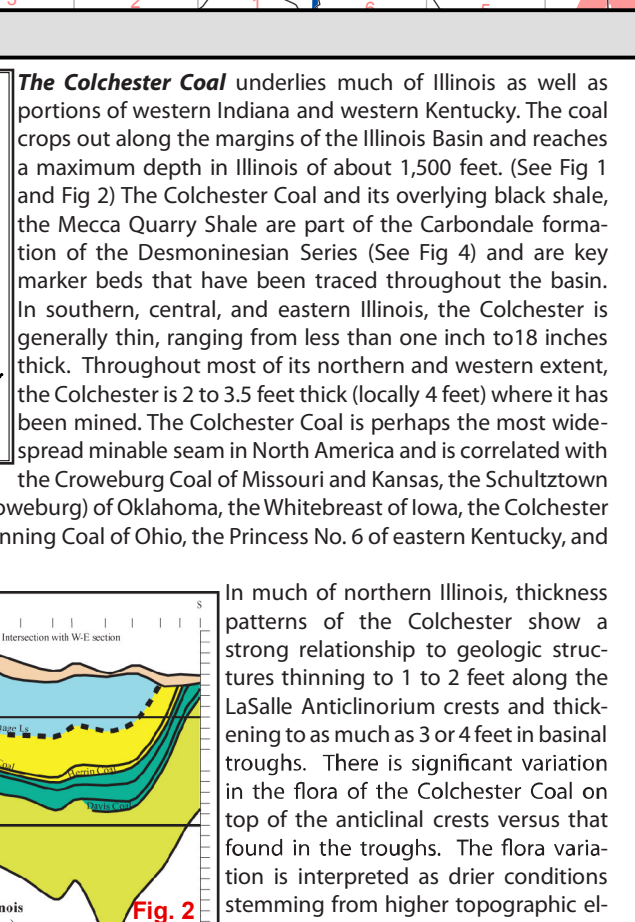 3 2 1 6 5
The Colchester Coal underlies much of Illinois as well as
portions of western Indiana and western Kentucky. The coal
crops out along the margins of the Illinois Basin and reaches
a maximum depth in Illinois of about 1,500 feet. (See Fig 1
and Fig 2) The Colchester Coal and its overlying black shale,
the Mecca Quarry Shale are part of the Carbondale forma-
tion of the Desmoninesian Series (See Fig 4) and are key
marker beds that have been traced throughout the basin.
In southern, central, and eastern Illinois, the Colchester is
generally thin, ranging from less than one inch to18 inches
thick. Throughout most of its northern and western extent,
the Colchester is 2 to 3.5 feet thick (locally 4 feet) where it has
been mined. The Colchester Coal is perhaps the most wide-
spread minable seam in North America and is correlated with
the Croweburg Coal of Missouri and Kansas, the Schultztown
oweburg) of Oklahoma, the Whitebreast of Iowa, the Colchester
nning Coal of Ohio, the Princess No. 6 of eastern Kentucky, and
S
Intersection with W-E section
age Ls
Coal
Herrin Coal
Davis Coal
nois
Fig. 2
In much of northern Illinois, thickness
patterns of the Colchester show a
strong relationship to geologic struc-
tures thinning to 1 to 2 feet along the
LaSalle Anticlinorium crests and thick-
ening to as much as 3 or 4 feet in basinal
troughs. There is significant variation
in the flora of the Colchester Coal on
top of the anticlinal crests versus that
found in the troughs. The flora varia-
tion is interpreted as drier conditions
stemming from higher topographic el-